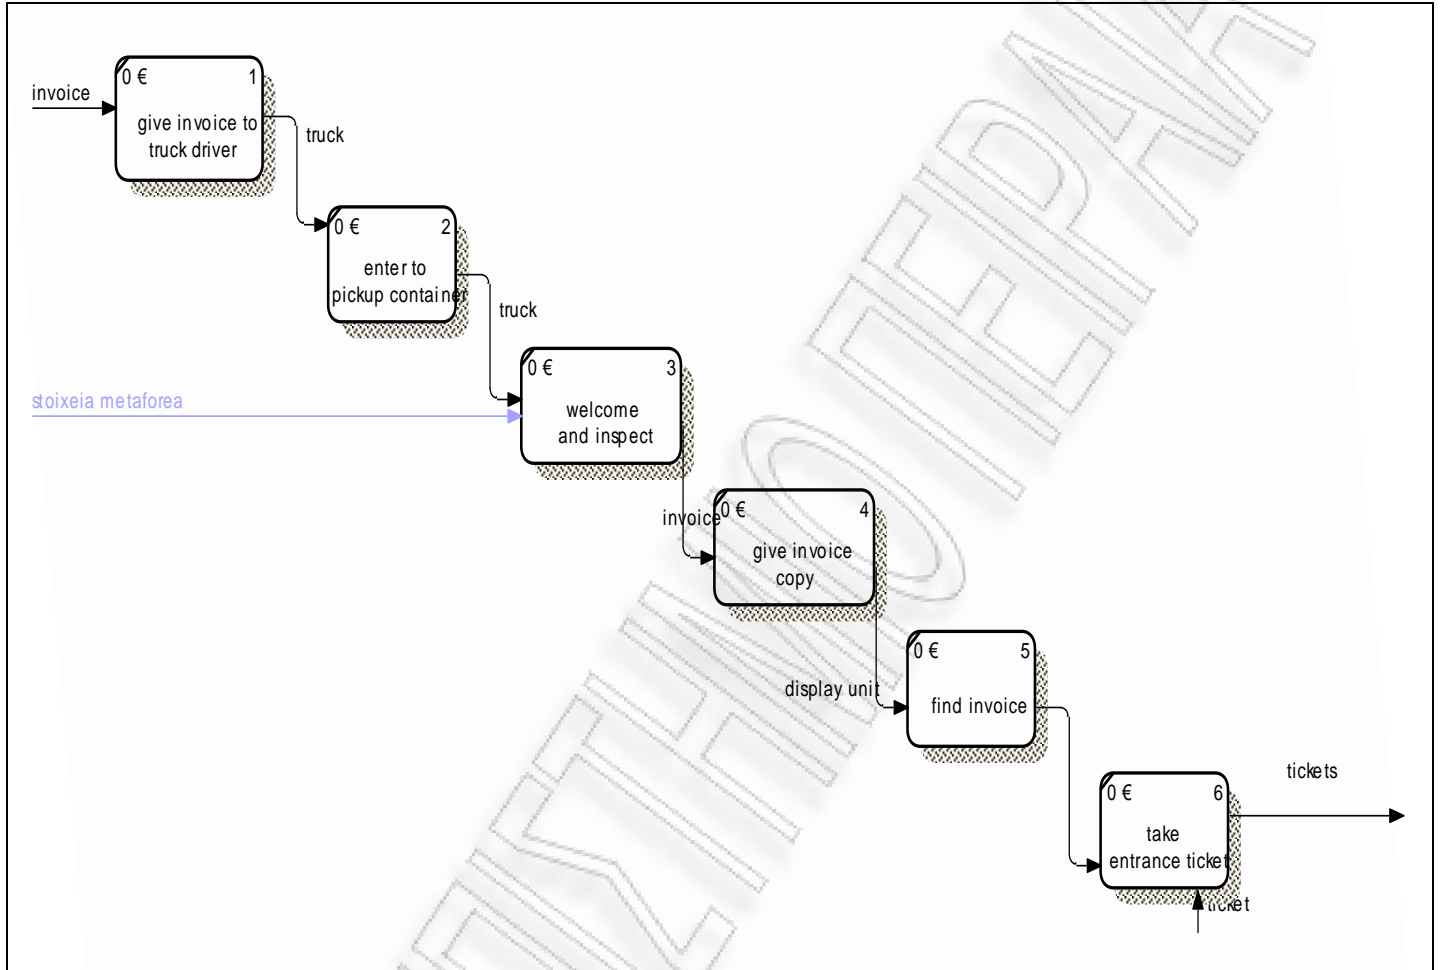 invoice
0 €
1
give invoice to
truck driver
truck
0 €
2
enter to
pickup container
truck
stoixeia metaforea
0 €
3
welcome
and inspect
invoice
0 €
4
give invoice
copy
display unit
0 €
5
find invoice
tickets
0 €
6
take
entrance ticket
ticket